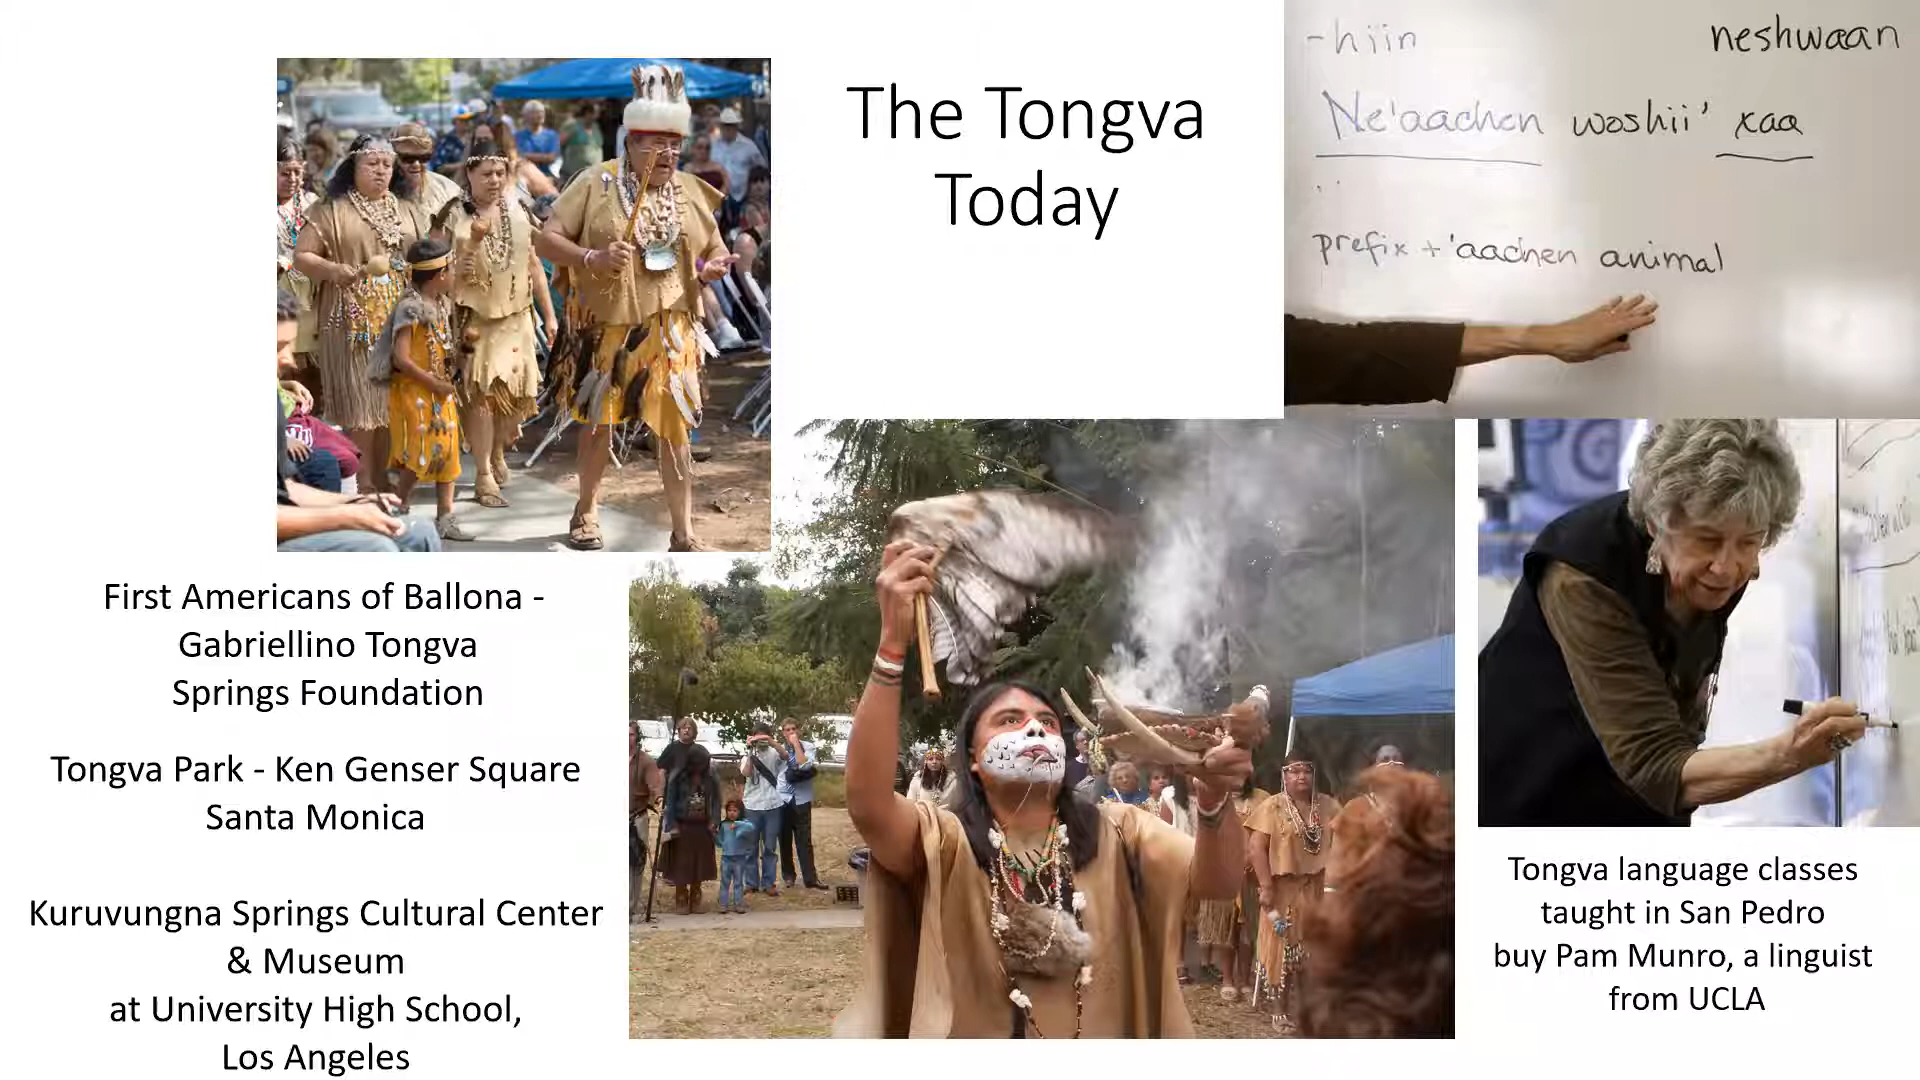 The Tongva
Today
-hiin
neshwaan
Ne'aachen woshii' xaa
prefix + 'aachen animal
First Americans of Ballona -
Gabriellino Tongva
Springs Foundation
Tongva Park - Ken Genser Square
Santa Monica
Kuruvungna Springs Cultural Center
& Museum
at University High School,
Los Angeles
Tongva language classes
taught in San Pedro
buy Pam Munro, a linguist
from UCLA